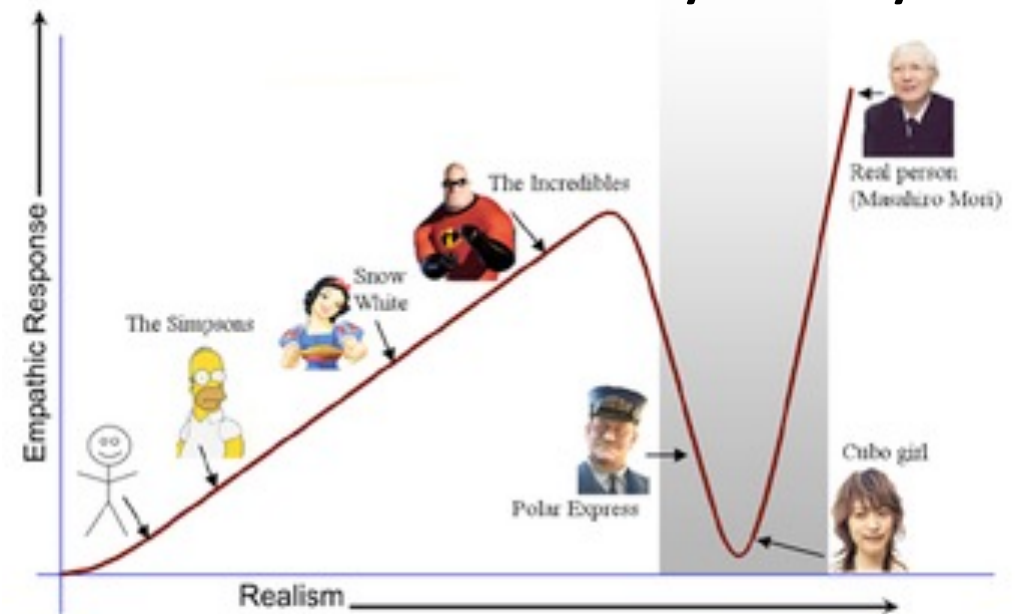 The Incredibles
Snow
White
The Simpsons
Real person
(Masahiro Mori)
Empathic Response
Cubo girl
Polar Express
Realism